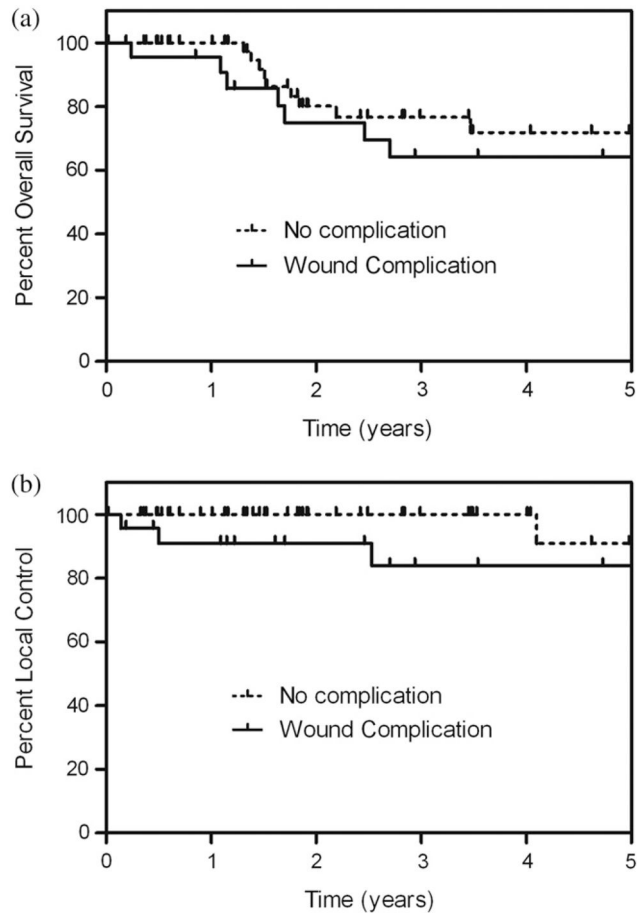 (a)
Percent Overall Survival
100
80
60
40
20
0
No complication
Wound Complication
0 1 2 3 4 5
Time (years)
(b)
Percent Local Control
100
80
60
40
20
0
No complication
Wound Complication
0 1 2 3 4 5
Time (years)